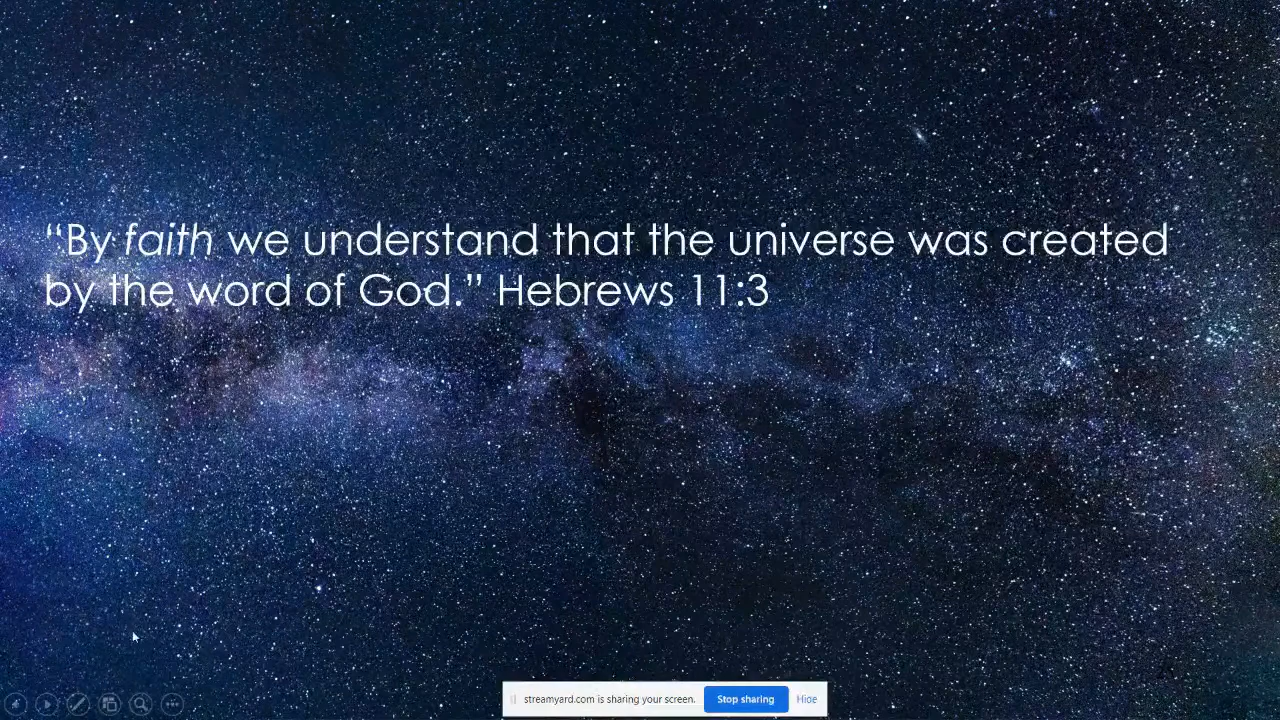 “By faith we understand that the universe was created
by the word of God.” Hebrews 11:3
streamyard.com is sharing your screen.
Stop sharing
Hide